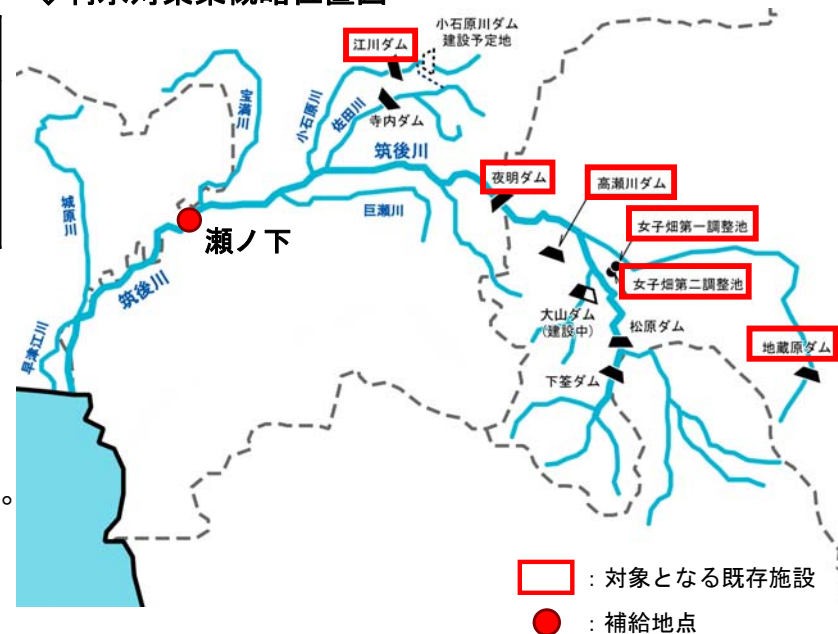 小石原川ダム
建設予定地
江川ダム
宝満川
小石原川
佐田川
寺内ダム
筑後川
夜明ダム
高瀬川ダム
城原川
巨瀬川
女子畑第一調整池
瀬ノ下
女子畑第二調整池
筑後川
大山ダム
(建設中)
松原ダム
早津江川
地蔵原ダム
下筌ダム
。
:対象となる既存施設
:補給地点